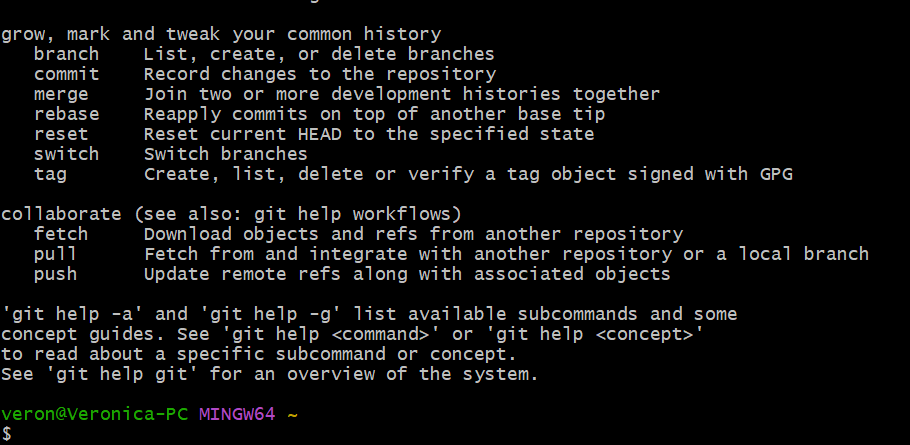 grow, mark and tweak your common history
   branch    List, create, or delete branches
   commit    Record changes to the repository
   merge     Join two or more development histories together
   rebase    Reapply commits on top of another base tip
   reset     Reset current HEAD to the specified state
   switch    Switch branches
   tag       Create, list, delete or verify a tag object signed with GPG

collaborate (see also: git help workflows)
   fetch     Download objects and refs from another repository
   pull      Fetch from and integrate with another repository or a local branch
   push      Update remote refs along with associated objects

'git help -a' and 'git help -g' list available subcommands and some
concept guides. See 'git help <command>' or 'git help <concept>'
to read about a specific subcommand or concept.
See 'git help git' for an overview of the system.

veron@Veronica-PC MINGW64 ~
$